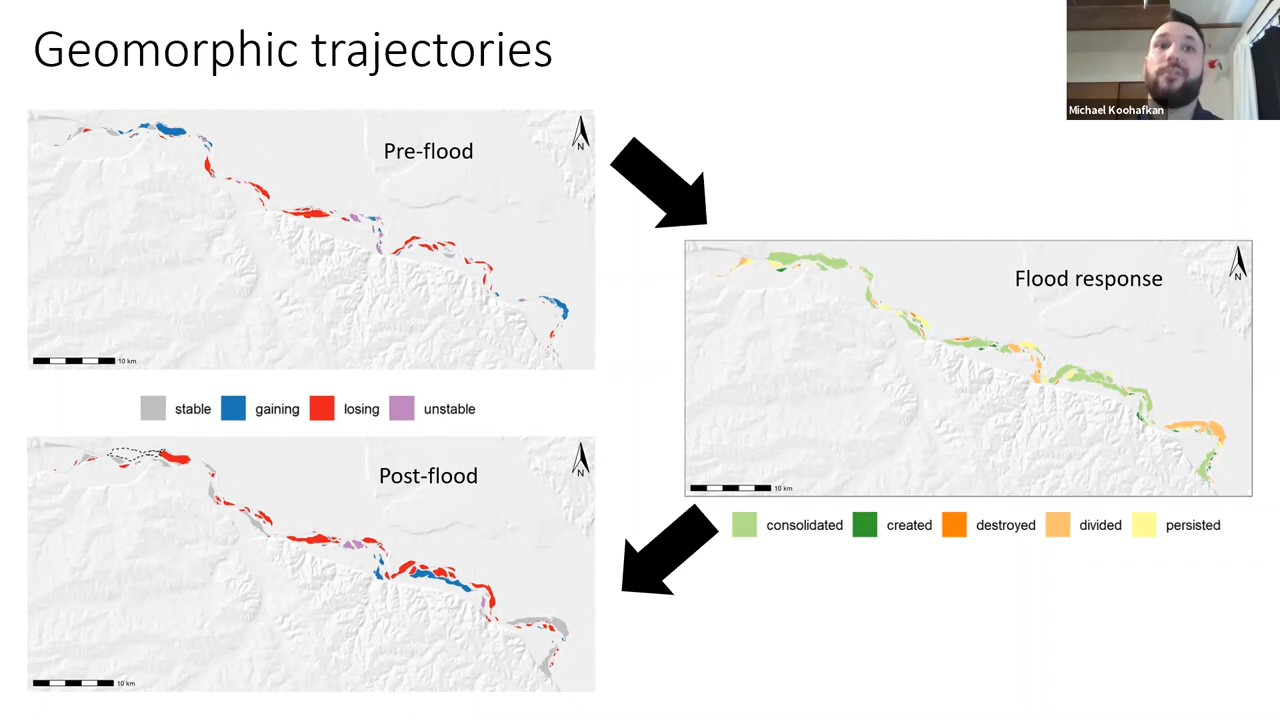 Geomorphic trajectories
Michael Koohafkan
Pre-flood
N
10 km
stable gaining losing unstable
Flood response
N
10 km
consolidated created destroyed divided persisted
Post-flood
N
10 km